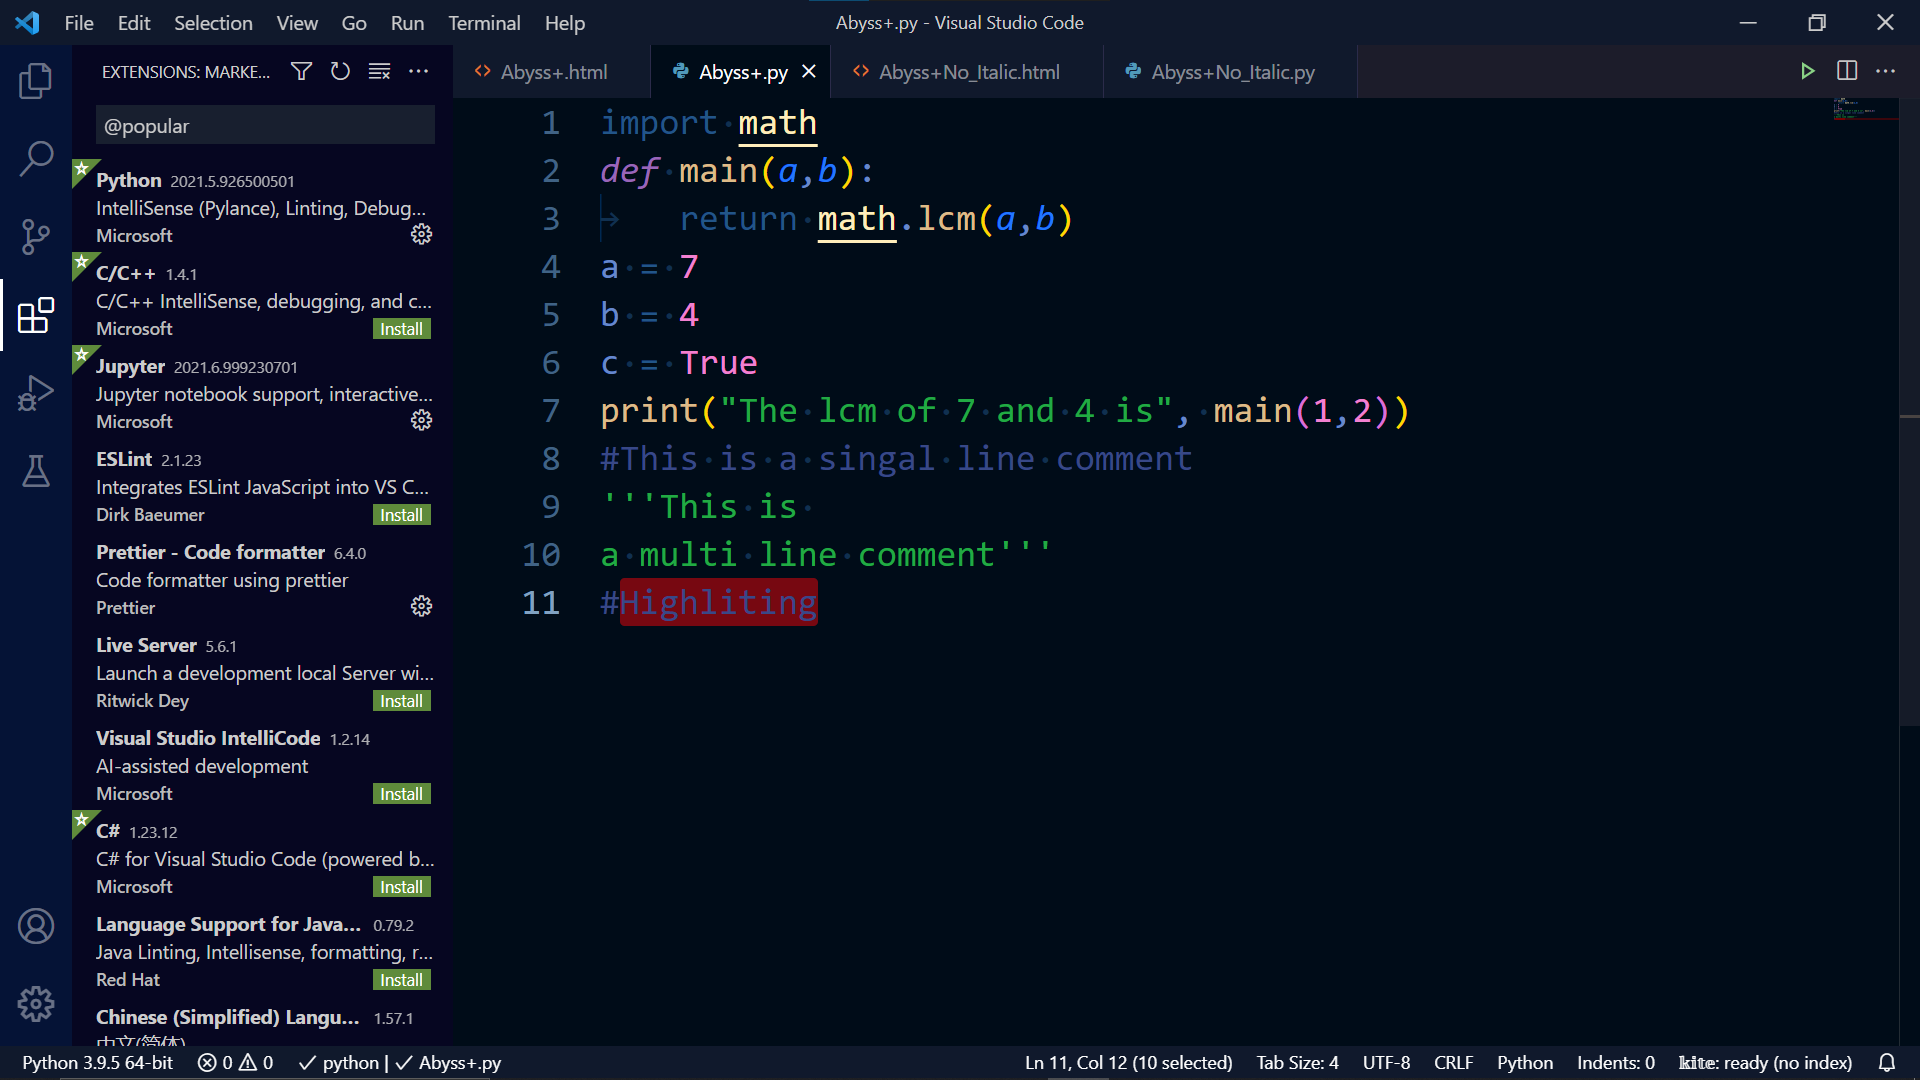 File Edit Selection View Go Run Terminal Help
Abyss+.py - Visual Studio Code
EXTENSIONS: MARKE...
@popular
Python 2021.5.926500501
IntelliSense (Pylance), Linting, Debug...
Microsoft
C/C++ 1.4.1
C/C++ IntelliSense, debugging, and c...
Microsoft Install
Jupyter 2021.6.999230701
Jupyter notebook support, interactive...
Microsoft
ESLint 2.1.23
Integrates ESLint JavaScript into VS C...
Dirk Baeumer Install
Prettier - Code formatter 6.4.0
Code formatter using prettier
Prettier
Live Server 5.6.1
Launch a development local Server wi...
Ritwick Dey Install
Visual Studio IntelliCode 1.2.14
AI-assisted development
Microsoft Install
C# 1.23.12
C# for Visual Studio Code (powered b...
Microsoft Install
Language Support for Java... 0.79.2
Java Linting, Intellisense, formatting, r...
Red Hat Install
Chinese (Simplified) Langu... 1.57.1
中文(简体)
Abyss+.html Abyss+.py Abyss+No_Italic.html Abyss+No_Italic.py
1 import math
2 def main(a,b):
3 return math.lcm(a,b)
4 a = 7
5 b = 4
6 c = True
7 print("The lcm of 7 and 4 is", main(1,2))
8 #This is a singal line comment
9 '''This is
10 a multi line comment'''
11 #Highliting
Python 3.9.5 64-bit 0 0 python | Abyss+.py Ln 11, Col 12 (10 selected) Tab Size: 4 UTF-8 CRLF Python Indents: 0 kite: ready (no index)